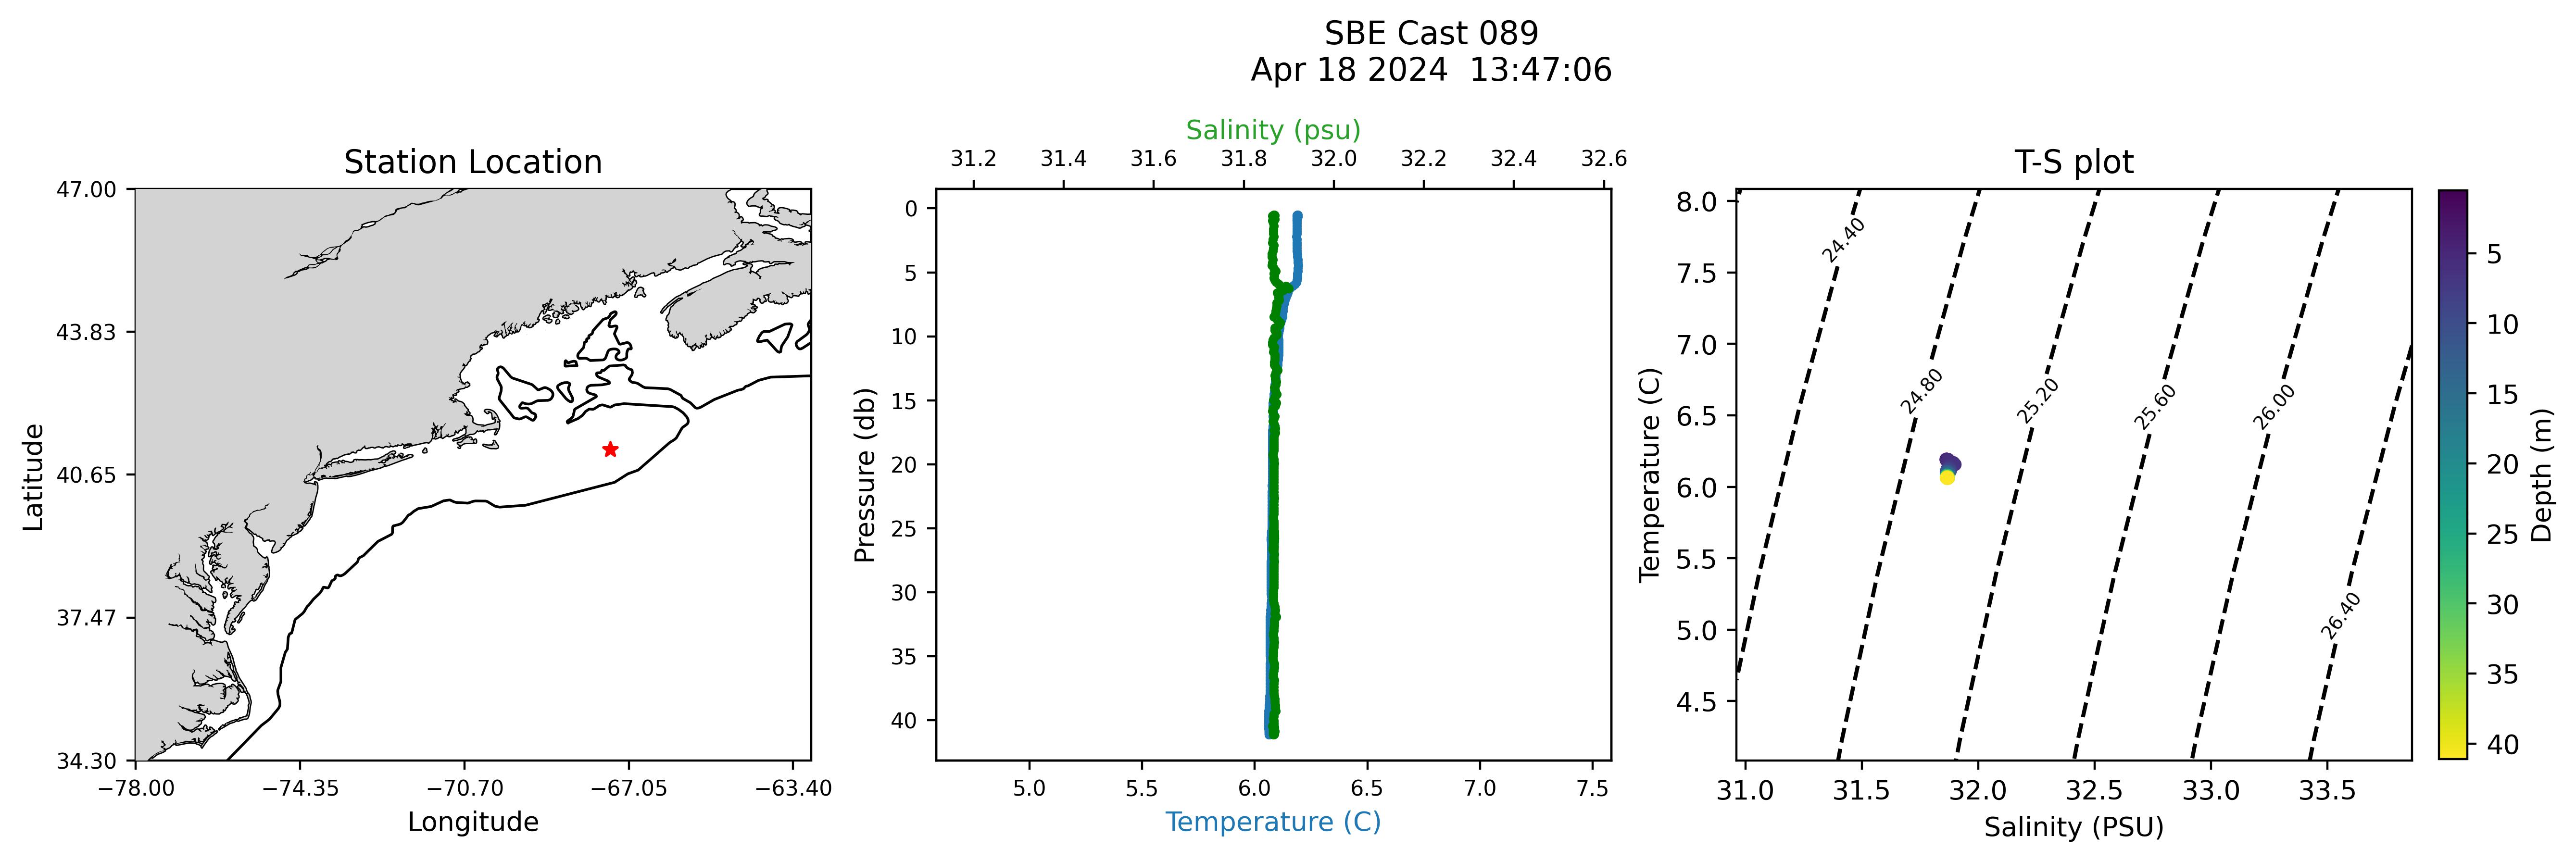 SBE Cast 089
Apr 18 2024  13:47:06
Station Location
47.00
43.83
40.65
37.47
34.30
Latitude
−78.00 −74.35 −70.70 −67.05 −63.40
Longitude
Salinity (psu)
31.2 31.4 31.6 31.8 32.0 32.2 32.4 32.6
0
5
10
15
20
25
30
35
40
Pressure (db)
5.0 5.5 6.0 6.5 7.0 7.5
Temperature (C)
T-S plot
8.0
7.5
7.0
6.5
6.0
5.5
5.0
4.5
Temperature (C)
24.40
24.80
25.20
25.60
26.00
26.40
31.0 31.5 32.0 32.5 33.0 33.5
Salinity (PSU)
5
10
15
20
25
30
35
40
Depth (m)